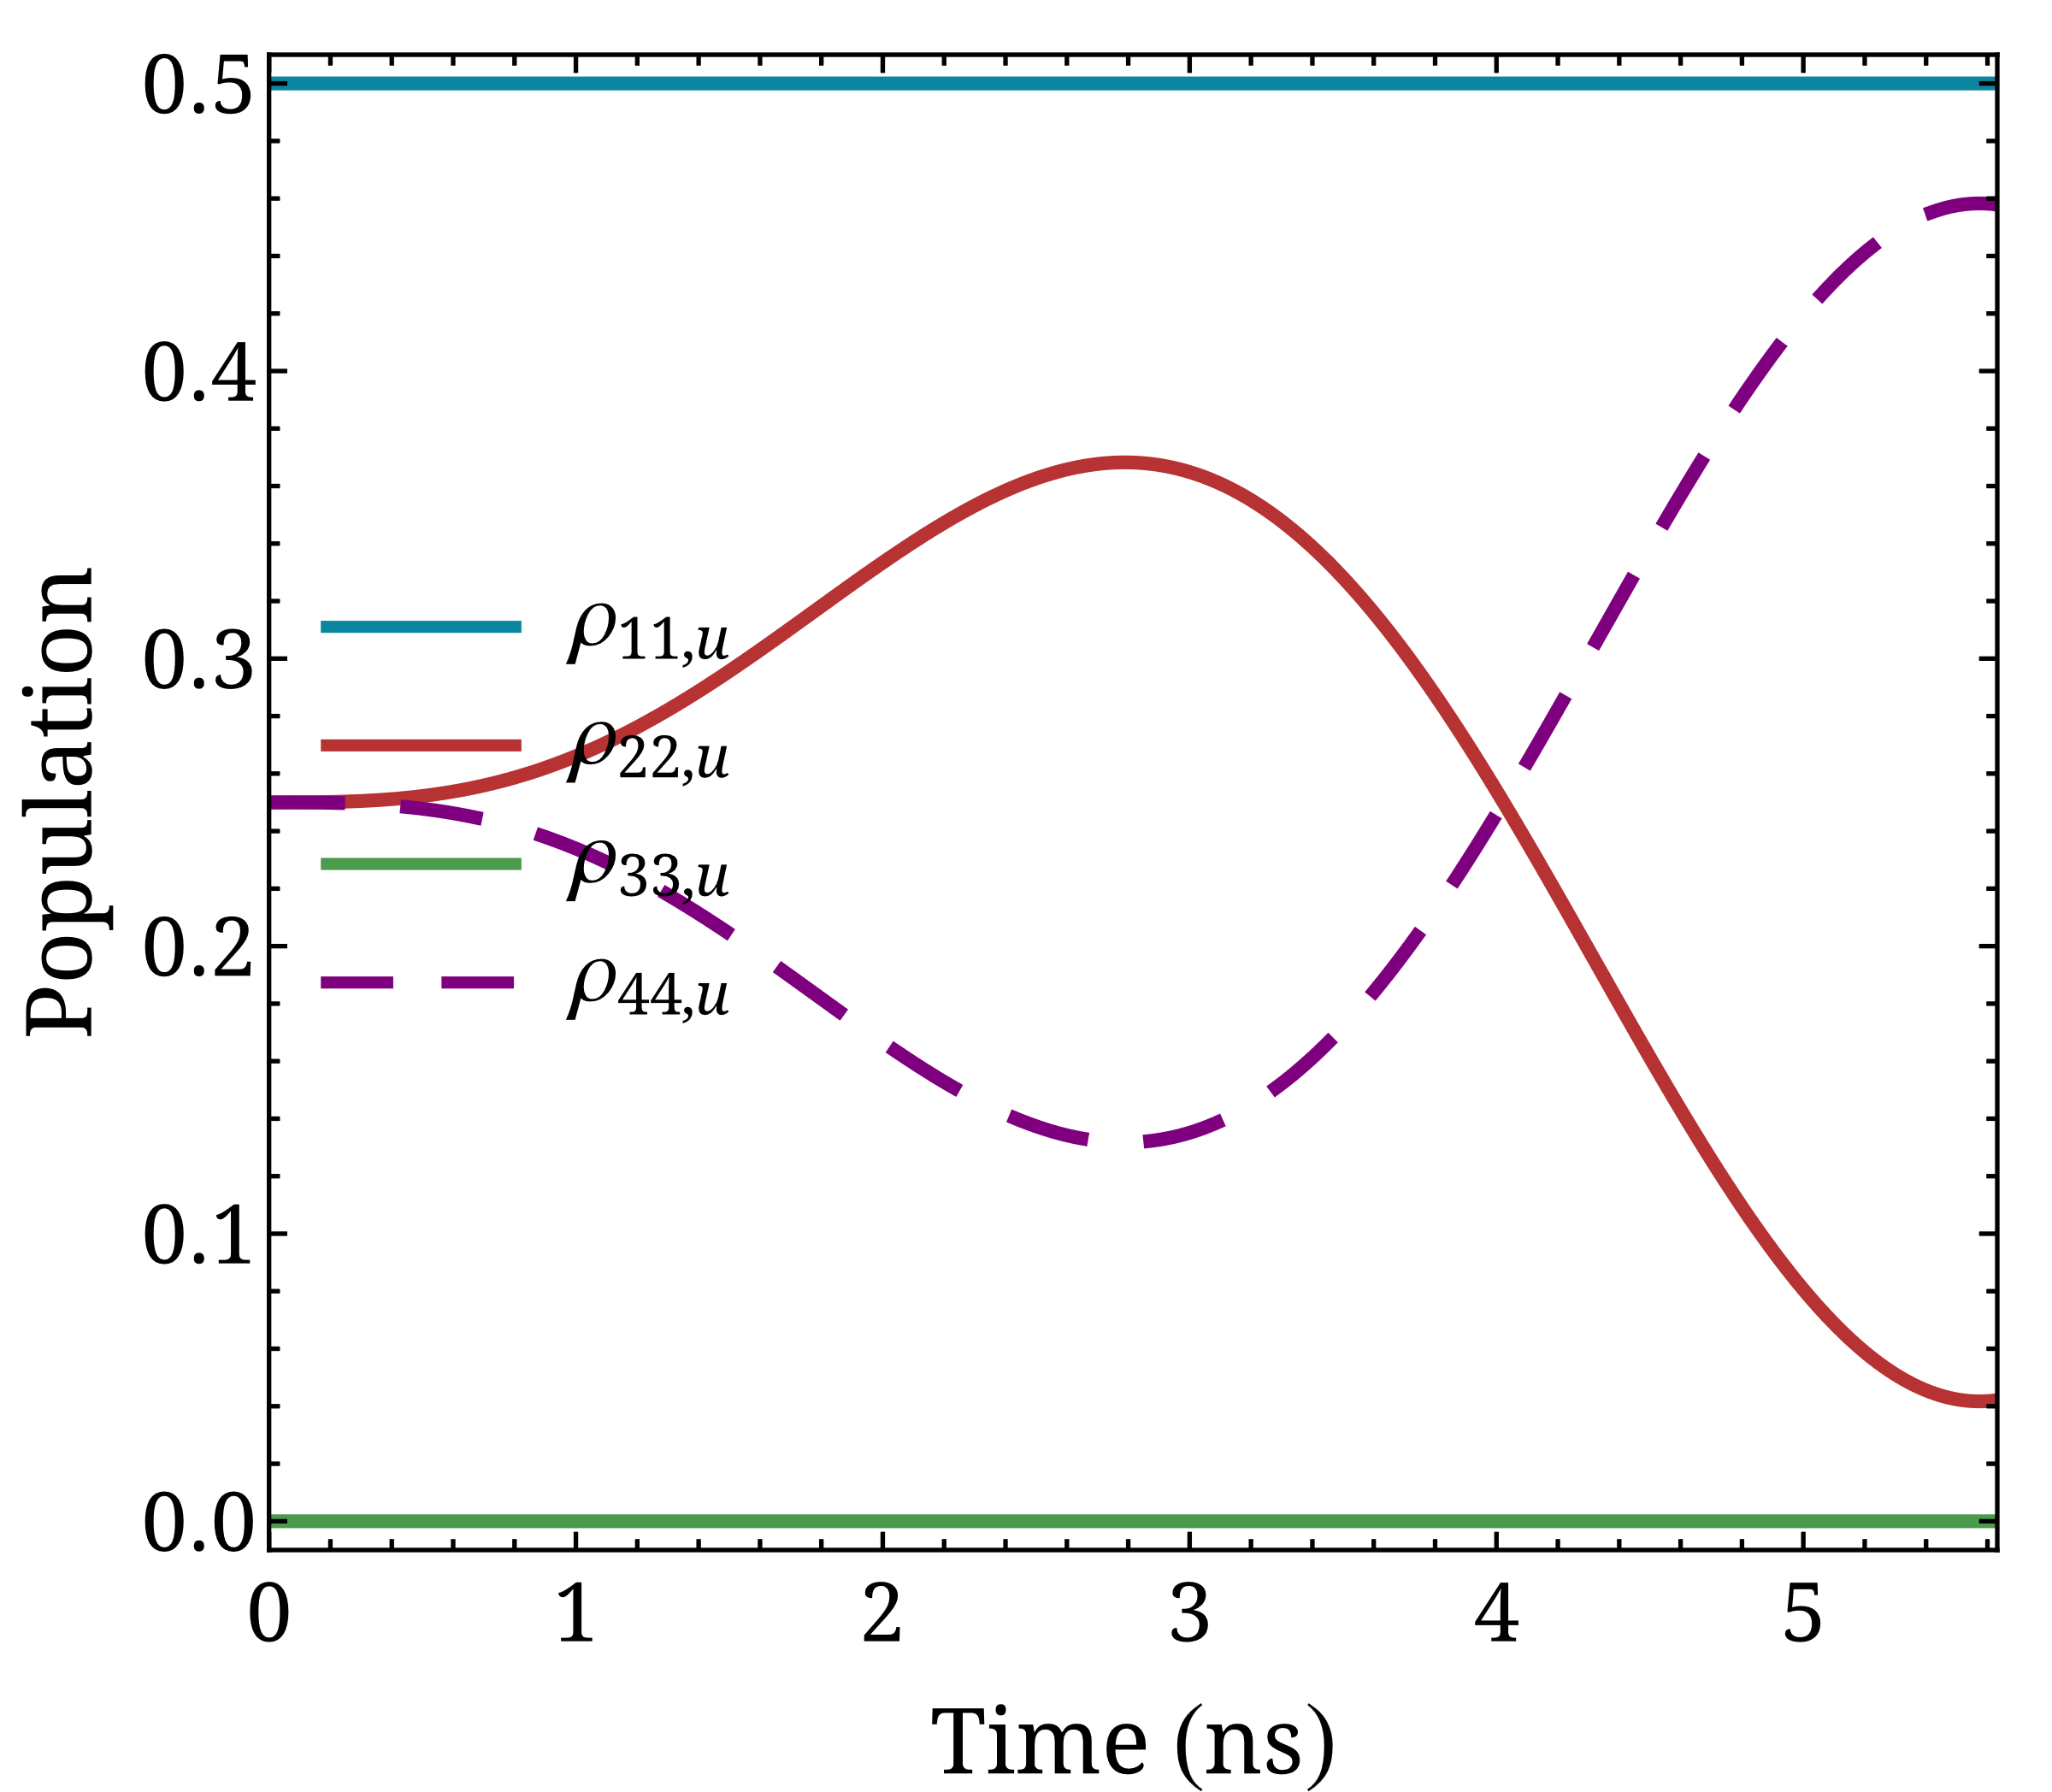 Population
0.5
0.4
0.3
0.2
0.1
0.0
ρ11,u
ρ22,u
ρ33,u
ρ44,u
0 1 2 3 4 5
Time (ns)